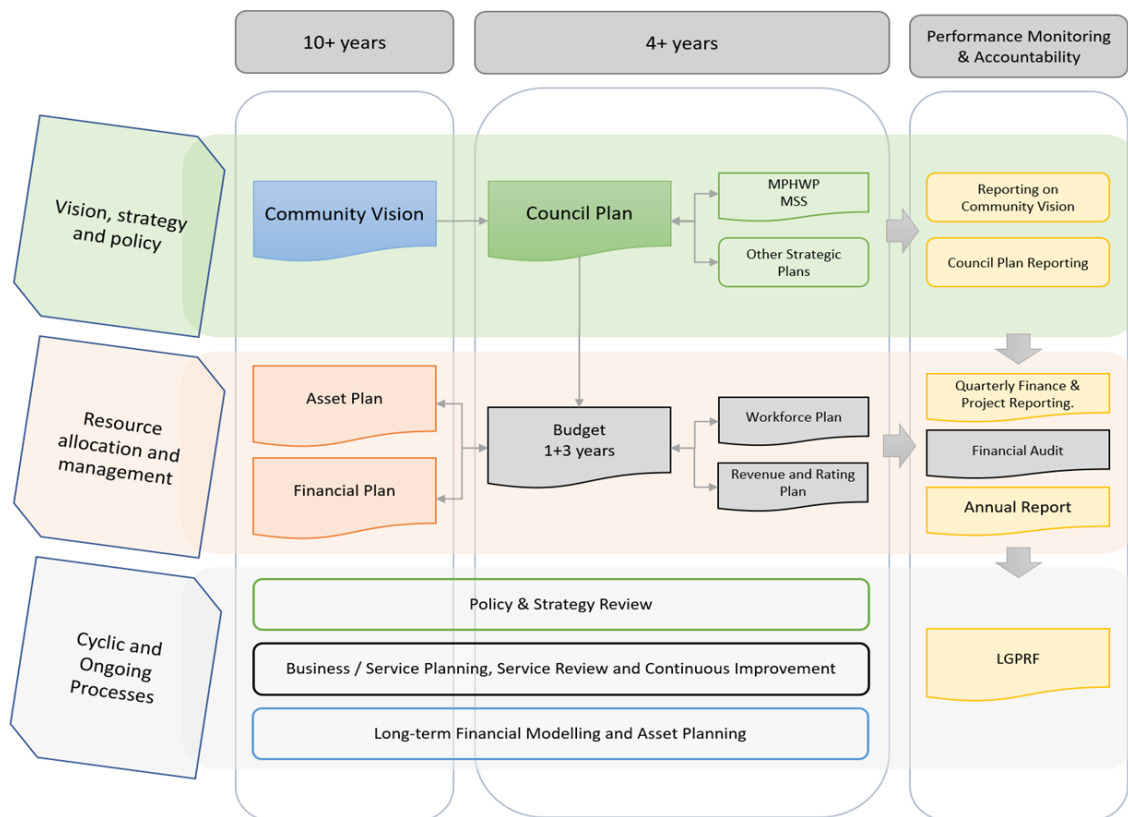 10+ years
4+ years
Performance Monitoring
& Accountability
Vision, strategy
and policy
Community Vision
Council Plan
MPHWP
MSS
Other Strategic
Plans
Reporting on
Community Vision
Council Plan Reporting
Resource
allocation and
management
Asset Plan
Financial Plan
Budget
1+3 years
Workforce Plan
Revenue and Rating
Plan
Quarterly Finance &
Project Reporting.
Financial Audit
Annual Report
Cyclic and
Ongoing
Processes
Policy & Strategy Review
Business / Service Planning, Service Review and Continuous Improvement
Long-term Financial Modelling and Asset Planning
LGPRF